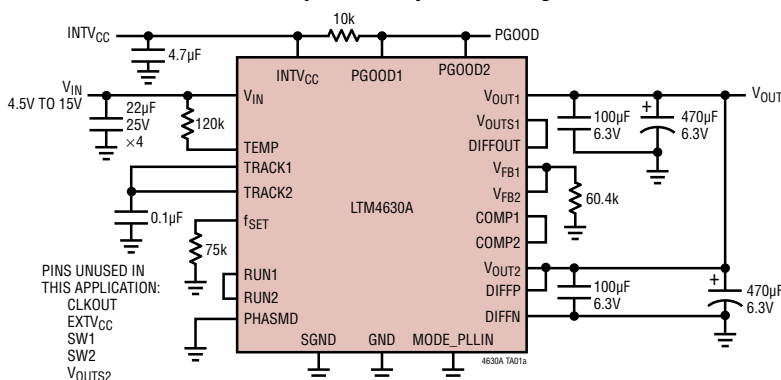 10k
INTVCC
PGOOD
4.7µF
INTVCC PGOOD1 PGOOD2
VIN
4.5V TO 15V
VIN
VOUT1
VOUT
22µF
25V
×4
120k
VOUTS1
DIFFOUT
100µF
6.3V
+
470µF
6.3V
TEMP
TRACK1
TRACK2
VFB1
VFB2
60.4k
LTM4630A
0.1µF
fSET
COMP1
COMP2
75k
PINS UNUSED IN
THIS APPLICATION:
CLKOUT
EXTVCC
SW1
SW2
VOUTS2
RUN1
RUN2
PHASMD
VOUT2
DIFFP
DIFFN
100µF
6.3V
+
470µF
6.3V
SGND GND MODE_PLLIN
4630A TA01a